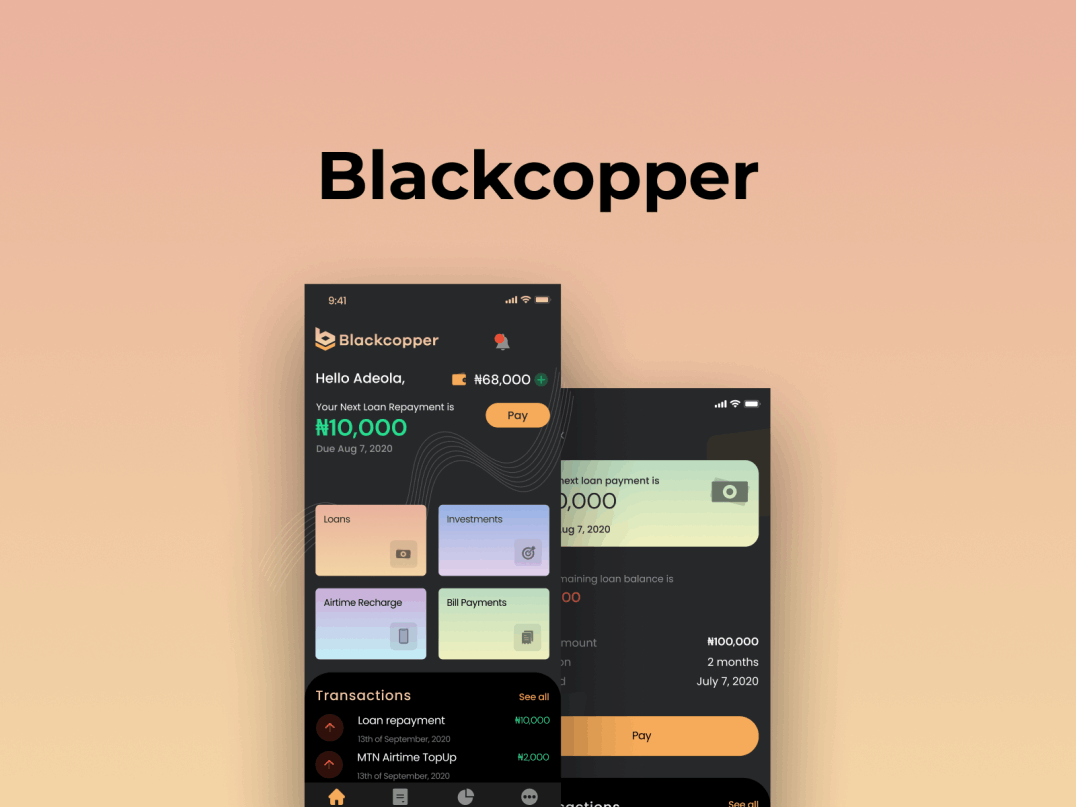 Blackcopper
9:41
Blackcopper
Hello Adeola,
₦68,000
Your Next Loan Repayment is
₦10,000
Due Aug 7, 2020
Pay
Loans
Investments
Airtime Recharge
Bill Payments
Transactions
See all
Loan repayment
₦10,000
13th of September, 2020
MTN Airtime TopUp
₦2,000
13th of September, 2020
next loan payment is
0,000
ug 7, 2020
maining loan balance is
00
mount
₦100,000
on
2 months
d
July 7, 2020
Pay
actions
See all